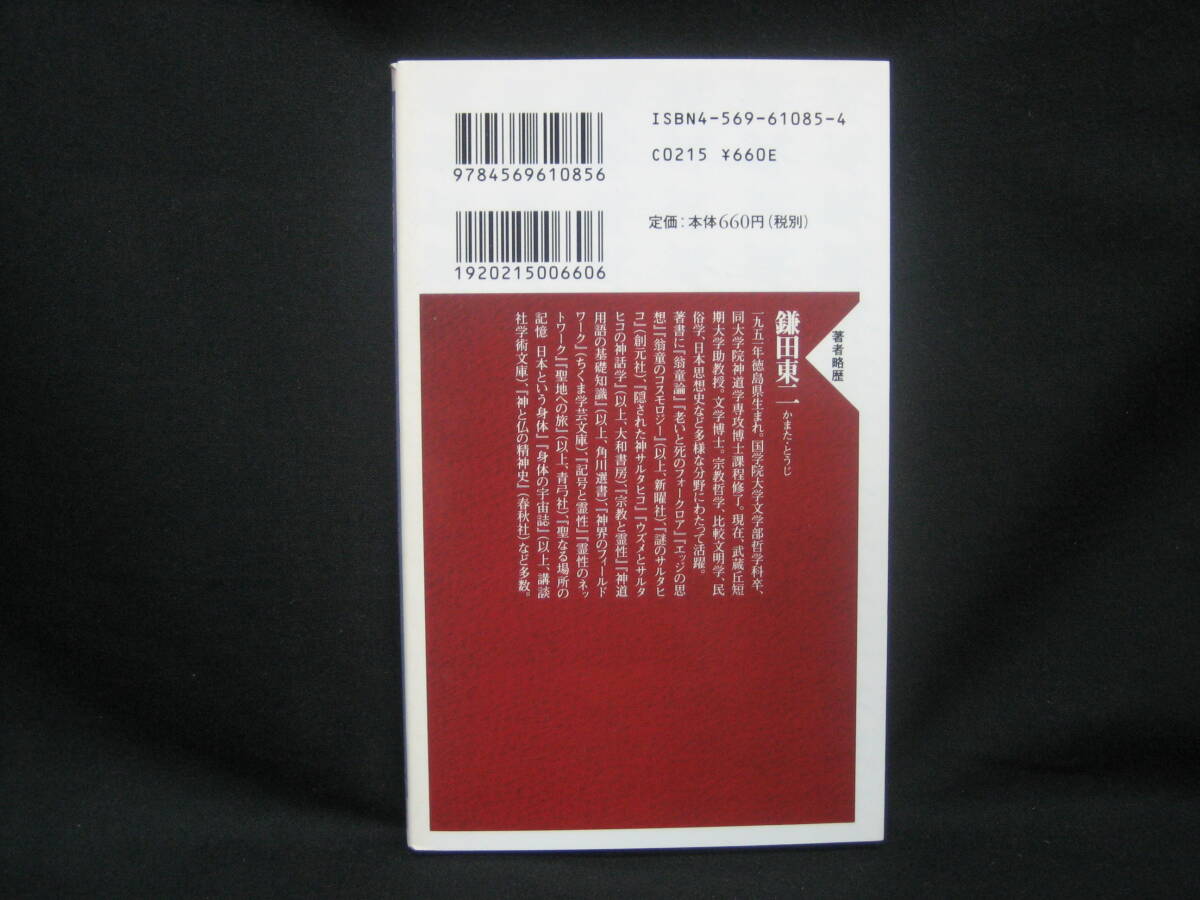 ISBN4-569-61085-4
C0215 ¥660E
9784569610856
定価:本体660円(税別)
1920215006606
著者略歴
鎌田東二 かまた・とうじ
一九五一年徳島県生まれ。国学院大学文学部哲学科卒、
同大学院神道学専攻博士課程修了。現在、武蔵丘短
期大学助教授。文学博士。宗教哲学、比較文明学、民
俗学、日本思想史など多様な分野にわたって活躍。
著書に『翁童論』『老いと死のフォークロア』『エッジの思
想』『翁童のコスモロジー』(以上、新曜社)、『謎のサルタヒ
コ』(創元社)、『隠された神サルタヒコ』『ウズメとサルタ
ヒコの神話学』(以上、大和書房)、『宗教と霊性』『神道
用語の基礎知識』(以上、角川選書)、『神界のフィールド
ワーク』(ちくま学芸文庫)、『記号と霊性』『霊性のネッ
トワーク』『聖地への旅』(以上、青弓社)、『聖なる場所の
記憶 日本という身体』『身体の宇宙誌』(以上、講談
社学術文庫)、『神と仏の精神史』(春秋社)など多数。